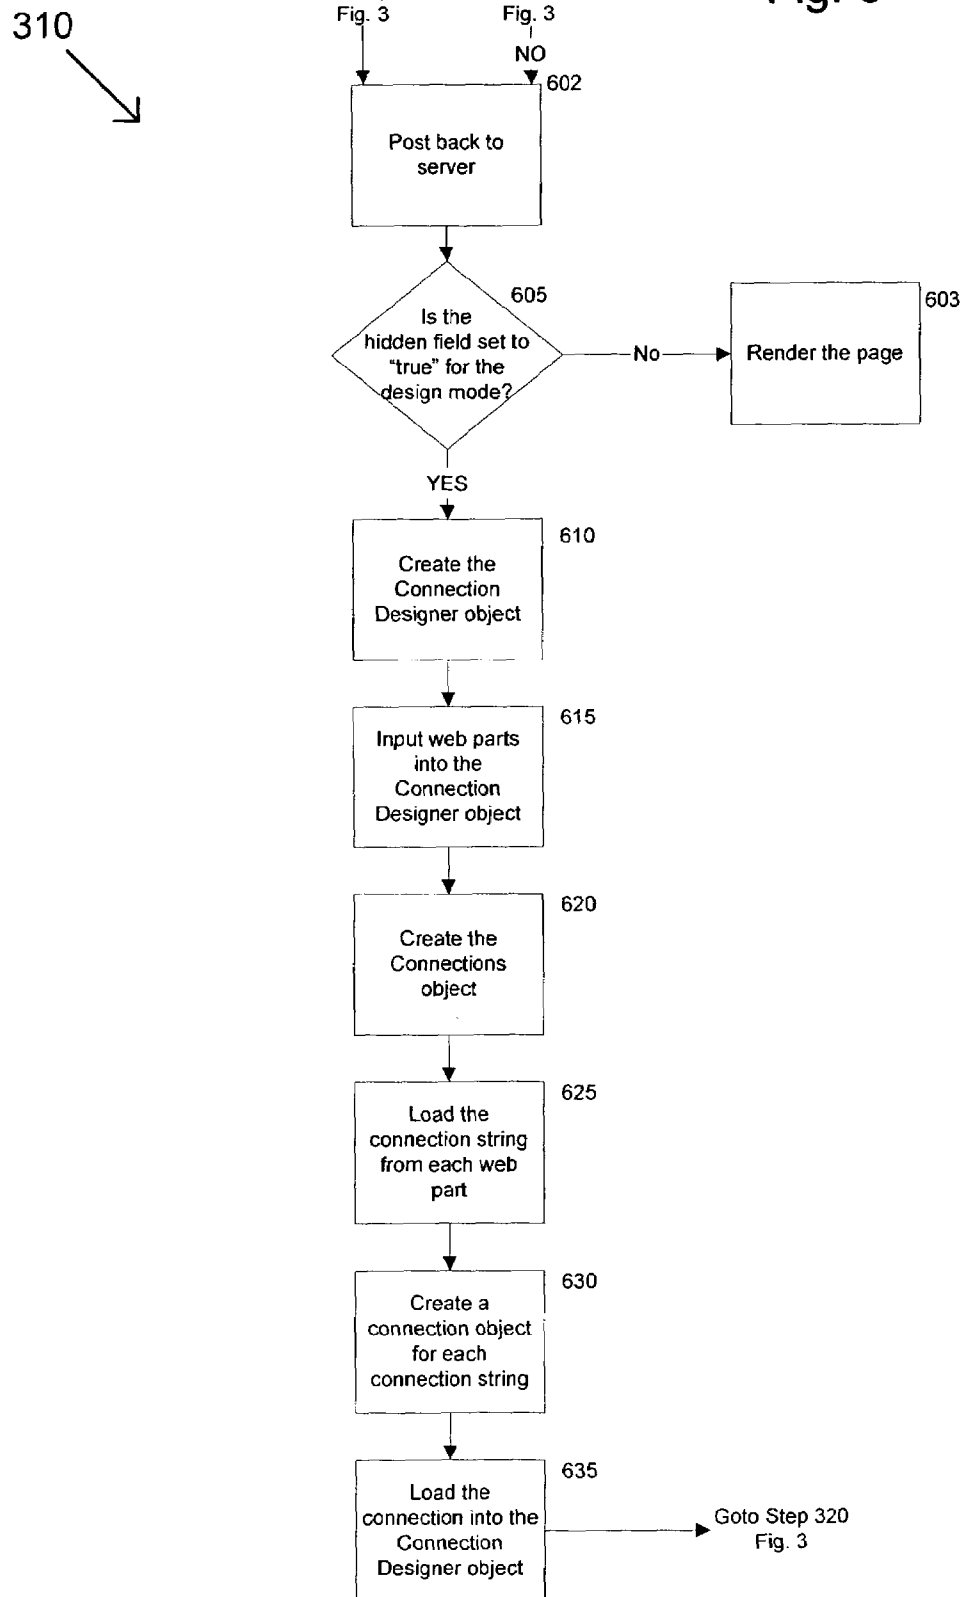 310
Fig. 3
Fig. 3
NO
602
Post back to
server
605
Is the
hidden field set to
"true" for the
design mode?
No
603
Render the page
YES
610
Create the
Connection
Designer object
615
Input web parts
into the
Connection
Designer object
620
Create the
Connections
object
625
Load the
connection string
from each web
part
630
Create a
connection object
for each
connection string
635
Load the
connection into the
Connection
Designer object
Goto Step 320
Fig. 3